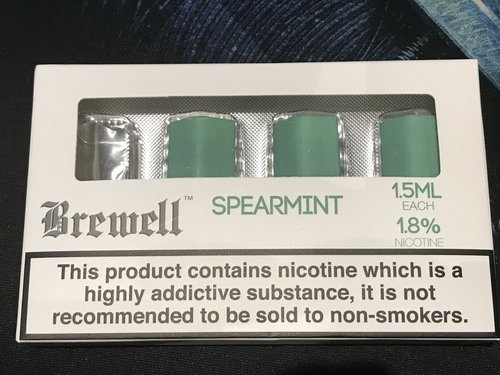 Brewell™
SPEARMINT
1.5ML
EACH
1.8%
NICOTINE
This product contains nicotine which is a
highly addictive substance, it is not
recommended to be sold to non-smokers.